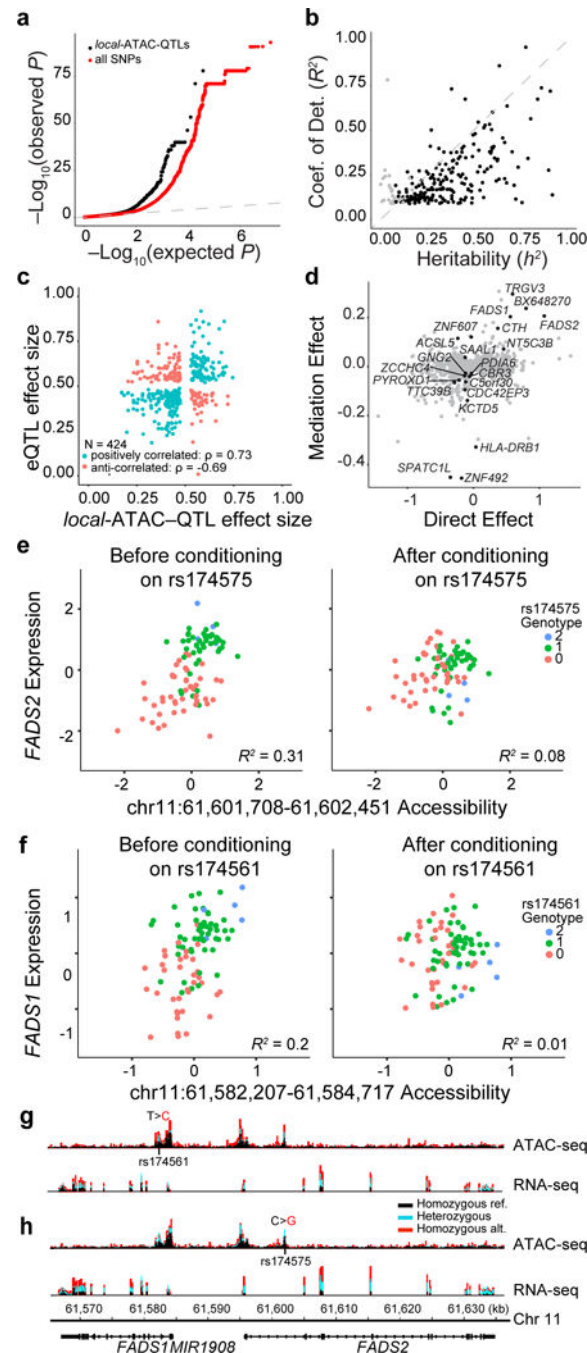 a
local-ATAC-QTLs
all SNPs
–Log10(observed P)
75
50
25
0
0
2
4
6
–Log10(expected P)
b
Coef. of Det. (R²)
1.00
0.75
0.50
0.25
0.00
0.00
0.25
0.50
0.75
1.00
Heritability (h²)
c
eQTL effect size
1.00
0.75
0.50
0.25
0.00
N = 424
positively correlated: ρ = 0.73
anti-correlated: ρ = -0.69
0.00
0.25
0.50
0.75
1.00
local-ATAC–QTL effect size
d
Mediation Effect
0.2
0.0
-0.2
-0.4
TRGV3
BX648270
FADS1
FADS2
CTH
ZNF607
NT5C3B
ACSL5
SAAL1
GNG2
PDIA6
ZCCHC4
CBR3
PYROXD1
C5orf30
TTC39B
CDC42EP3
KCTD5
HLA-DRB1
SPATC1L
ZNF492
-1
0
1
Direct Effect
e
Before conditioning on rs174575
After conditioning on rs174575
FADS2 Expression
2
0
-2
R² = 0.31
R² = 0.08
-2
0
2
-2
0
2
rs174575
Genotype
2
1
0
chr11:61,601,708-61,602,451 Accessibility
f
Before conditioning on rs174561
After conditioning on rs174561
FADS1 Expression
1
0
-1
R² = 0.2
R² = 0.01
-1
0
1
-1
0
1
rs174561
Genotype
2
1
0
chr11:61,582,207-61,584,717 Accessibility
g
T>C
ATAC-seq
rs174561
RNA-seq
h
Homozygous ref.
Heterozygous
Homozygous alt.
C>G
ATAC-seq
rs174575
RNA-seq
61,570
61,580
61,590
61,600
61,610
61,620
61,630 (kb)
Chr 11
FADS1 MIR1908
FADS2